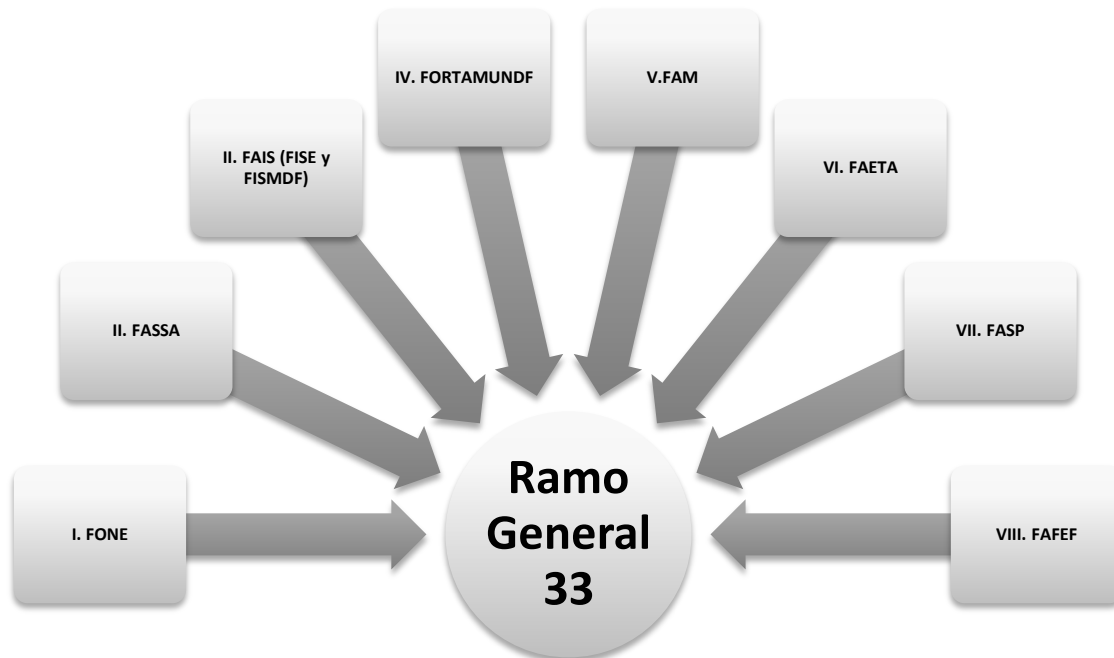 IV. FORTAMUNDF
V.FAM
II. FAIS (FISE y
FISMDF)
VI. FAETA
II. FASSA
VII. FASP
I. FONE
Ramo
General
33
VIII. FAFEF